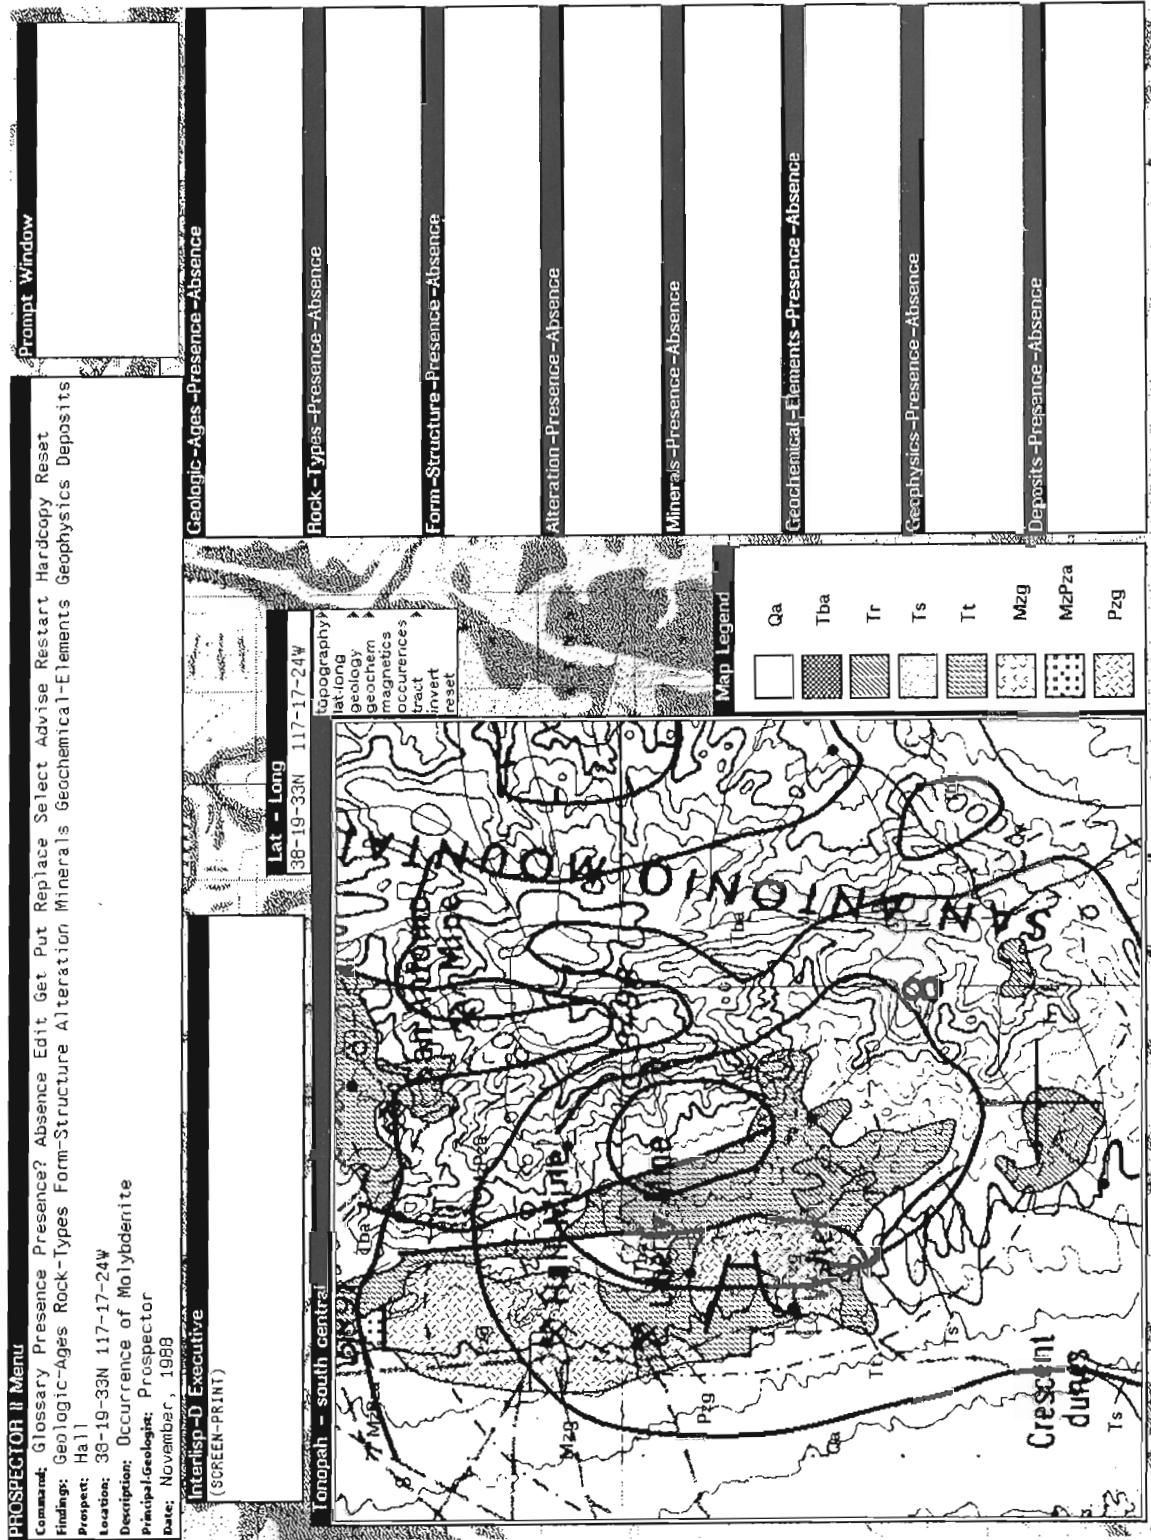 PROSPECTOR II Menu
Command: Glossary Presence Presence? Absence Edit Get Put Replace Select Advise Restart Hardcopy Reset
Findings: Geologic-Ages Rock-Types Form-Structure Alteration Minerals Geochemical-Elements Geophysics Deposits
Prospect: Hall
Location: 38-19-33N 117-17-24W
Description: Occurrence of Molybdenite
Principal-Geologist: Prospector
Date: November, 1988
Prompt Window
Interlisp-D Executive
(SCREEN-PRINT)
Lat - Long
38-19-33N 117-17-24W
topography
lat-long
geology
geochem
magnetics
occurences
tract
invert
reset
Geologic-Ages-Presence-Absence
Rock-Types-Presence-Absence
Form-Structure-Presence-Absence
Alteration-Presence-Absence
Minerals-Presence-Absence
Geochemical-Elements-Presence-Absence
Geophysics-Presence-Absence
Deposits-Presence-Absence
Tonopah - south central
SAN ANTONIO MOUNTAI
Mine
Tba
Tba
Mzg
Pzg
Qa
Tt
Ts
Ts
dunes
Map Legend
Qa
Tba
Tr
Ts
Tt
Mzg
MzPza
Pzg